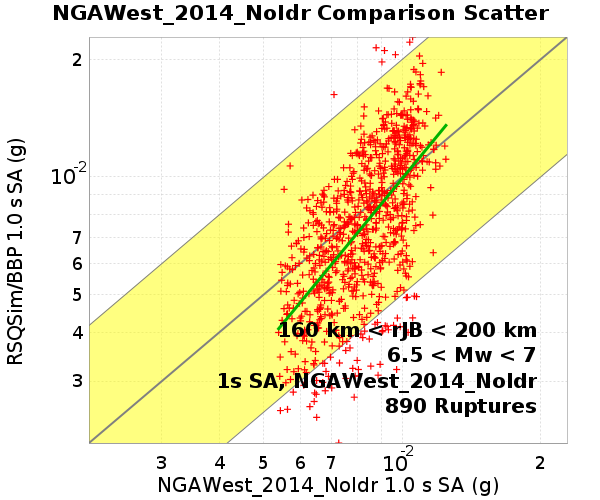 NGAWest_2014_NoIdr Comparison Scatter
RSQSim/BBP 1.0 s SA (g)
2
10-2
7
6
5
4
3
160 km < rJB < 200 km
6.5 < Mw < 7
1s SA, NGAWest_2014_NoIdr
890 Ruptures
3 4 5 6 7 10-2 2
NGAWest_2014_NoIdr 1.0 s SA (g)